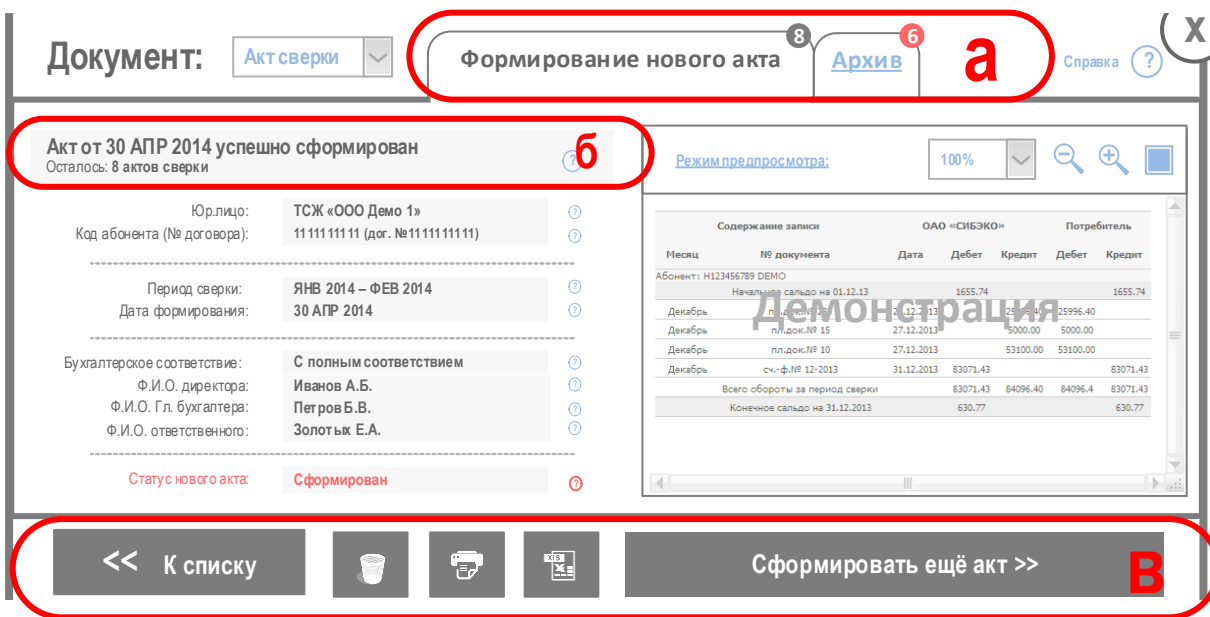 Документ: Акт сверки Формирование нового акта 8 Архив 6 а Справка ? X
Акт от 30 АПР 2014 успешно сформирован
Осталось: 8 актов сверки ? б
Юр.лицо: ТСЖ «ООО Демо 1» ?
Код абонента (№ договора): 1111111111 (дог. №1111111111) ?
Период сверки: ЯНВ 2014 – ФЕВ 2014 ?
Дата формирования: 30 АПР 2014 ?
Бухгалтерское соответствие: С полным соответствием ?
Ф.И.О. директора: Иванов А.Б. ?
Ф.И.О. Гл. бухгалтера: Петров Б.В. ?
Ф.И.О. ответственного: Золотых Е.А. ?
Статус нового акта: Сформирован ?
Режим предпросмотра: 100%
Содержание записи ОАО «СИБЭКО» Потребитель
Месяц № документа Дата Дебет Кредит Дебет Кредит
Абонент: Н123456789 DEMO
Начальное сальдо на 01.12.13 1655.74 1655.74
Демонстрация
Декабрь 25996.40
Декабрь пл.док.№ 15 27.12.2013 5000.00 5000.00
Декабрь пл.док.№ 10 27.12.2013 53100.00 53100.00
Декабрь сч.-ф.№ 12-2013 31.12.2013 83071.43 83071.43
Всего обороты за период сверки 83071.43 84096.40 84096.4 83071.43
Конечное сальдо на 31.12.2013 630.77 630.77
<< К списку XLS Сформировать ещё акт >> В